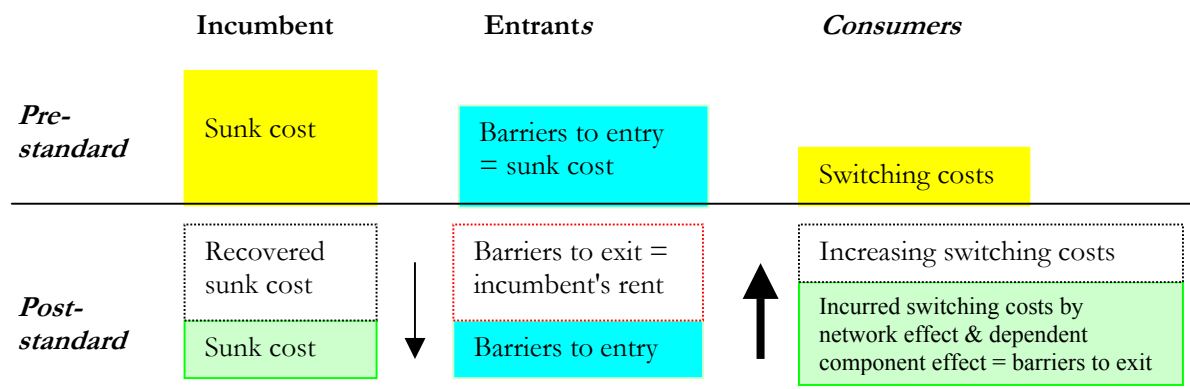 Incumbent
Entrants
Consumers
Pre-
standard
Sunk cost
Barriers to entry
= sunk cost
Switching costs
Post-
standard
Recovered
sunk cost
Sunk cost
Barriers to exit =
incumbent's rent
Barriers to entry
Increasing switching costs
Incurred switching costs by
network effect & dependent
component effect = barriers to exit